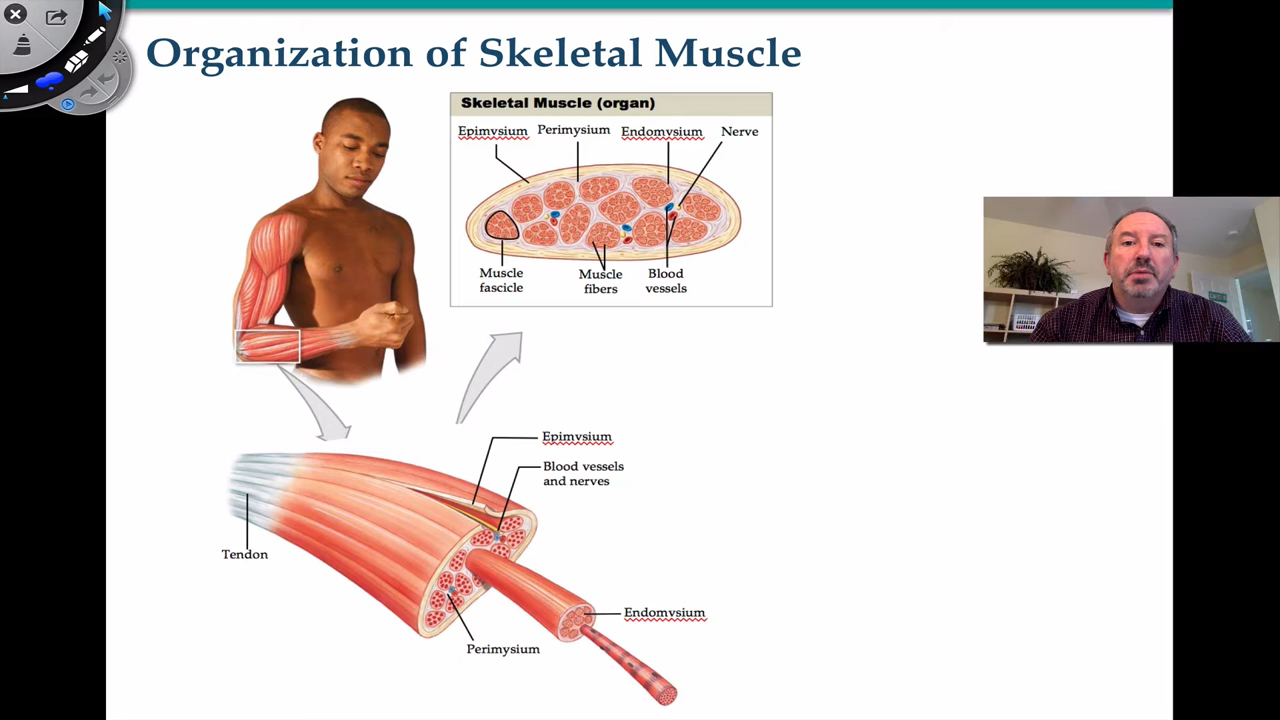 Organization of Skeletal Muscle
Skeletal Muscle (organ)
Epimysium Perimysium Endomysium Nerve
Muscle fascicle
Muscle fibers
Blood vessels
Epimysium
Blood vessels
and nerves
Tendon
Endomysium
Perimysium